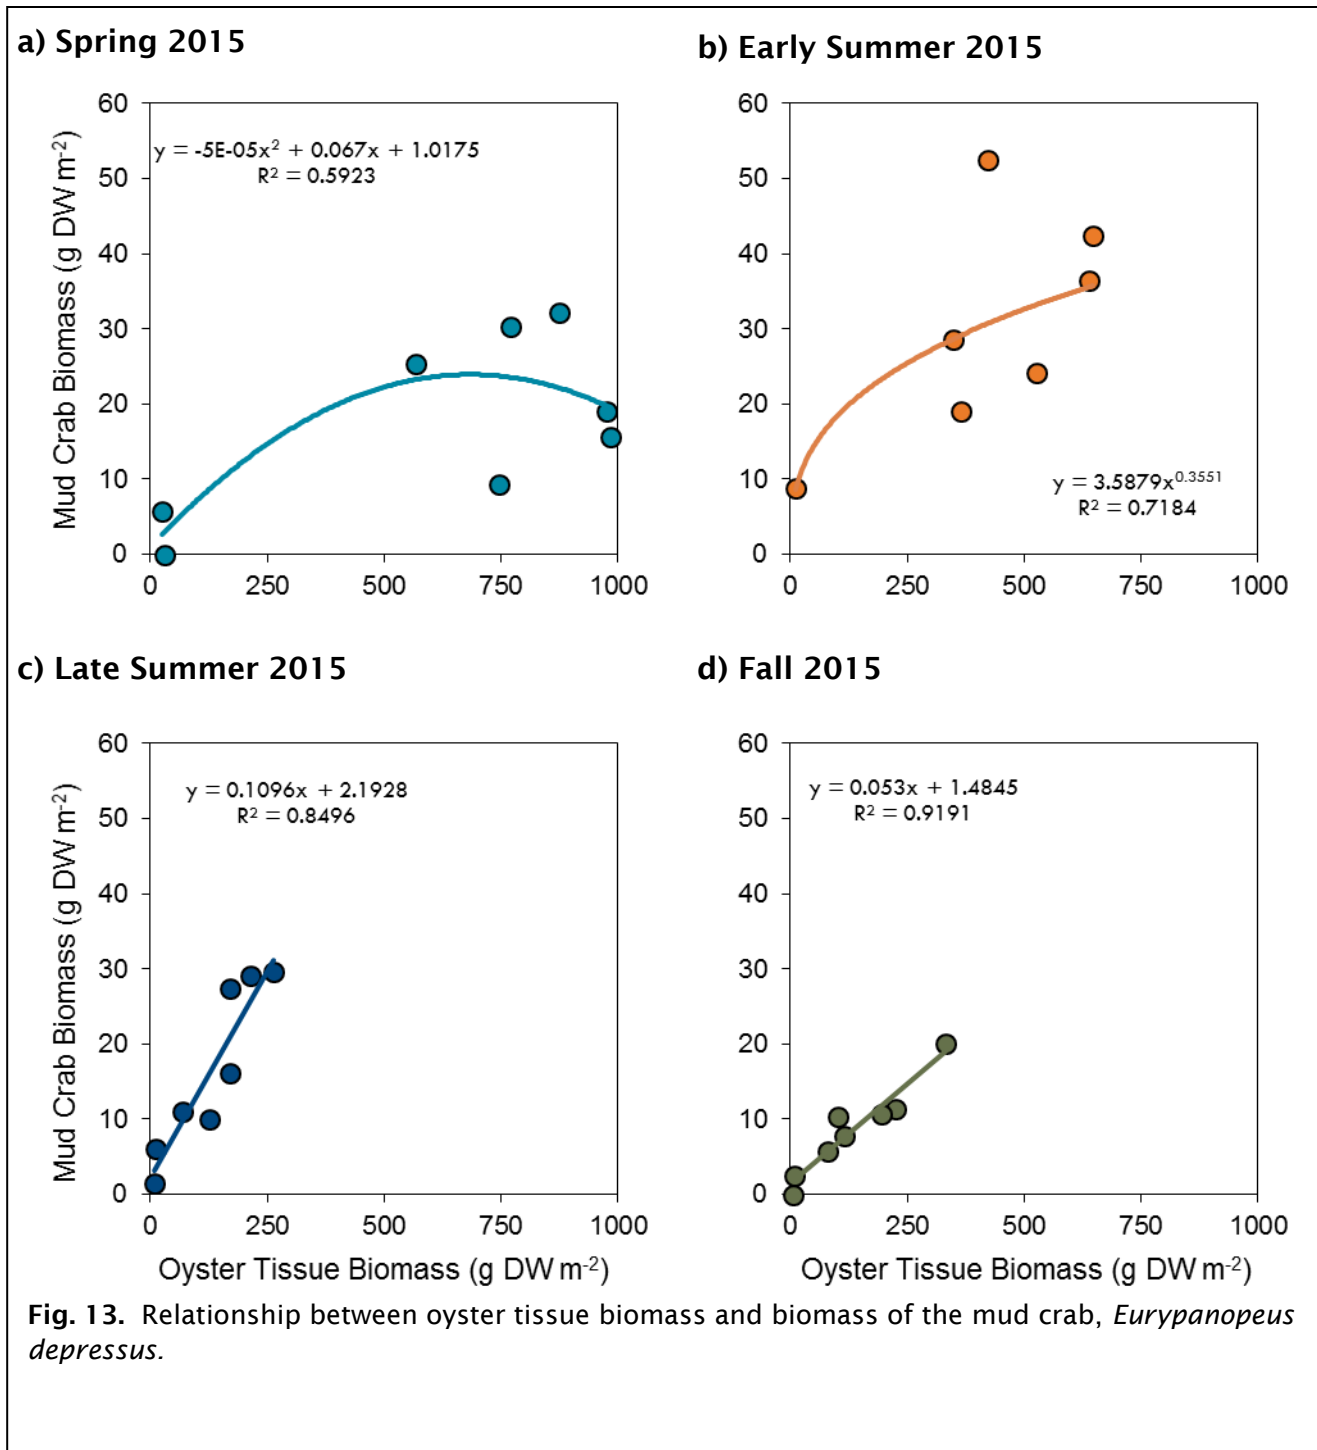 a) Spring 2015
60
50
40
30
20
10
0
Mud Crab Biomass (g DW m⁻²)
y = -5E-05x² + 0.067x + 1.0175
R² = 0.5923
0 250 500 750 1000
b) Early Summer 2015
60
50
40
30
20
10
0
y = 3.5879x⁰·³⁵⁵¹
R² = 0.7184
0 250 500 750 1000
c) Late Summer 2015
60
50
40
30
20
10
0
Mud Crab Biomass (g DW m⁻²)
y = 0.1096x + 2.1928
R² = 0.8496
0 250 500 750 1000
Oyster Tissue Biomass (g DW m⁻²)
d) Fall 2015
60
50
40
30
20
10
0
y = 0.053x + 1.4845
R² = 0.9191
0 250 500 750 1000
Oyster Tissue Biomass (g DW m⁻²)
Fig. 13. Relationship between oyster tissue biomass and biomass of the mud crab, Eurypanopeus
depressus.